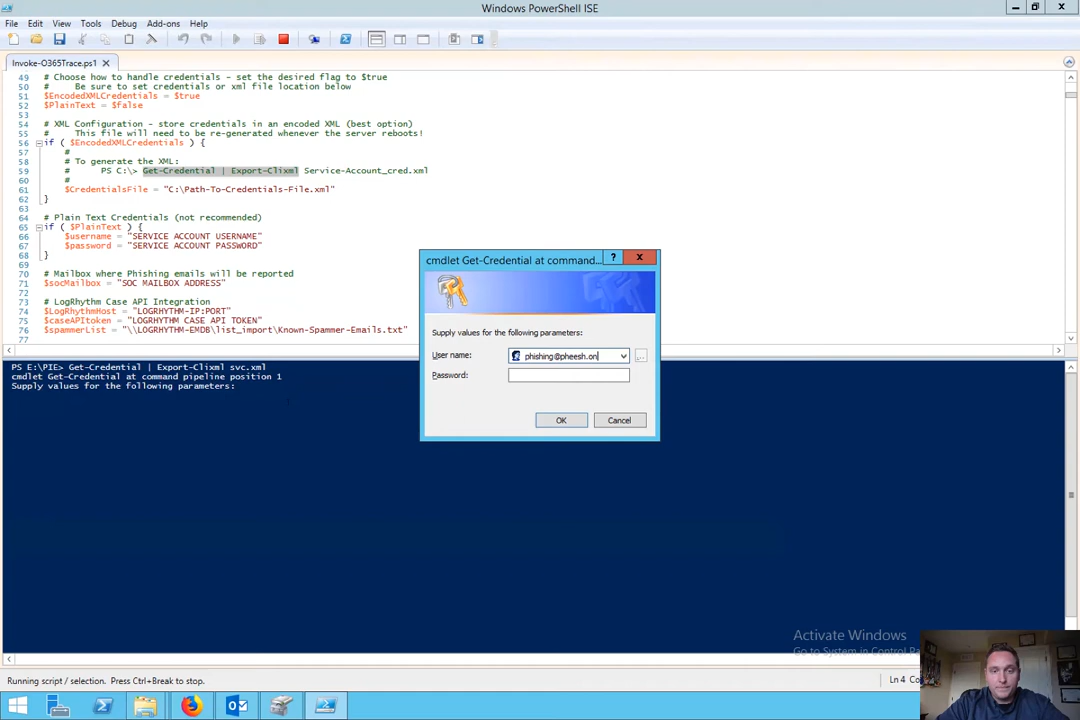 Windows PowerShell ISE
File Edit View Tools Debug Add-ons Help
Invoke-O365Trace.ps1
49 # Choose how to handle credentials - set the desired flag to $true
50 #    Be sure to set credentials or xml file location below
51 $EncodedXMLCredentials = $true
52 $PlainText = $false
53
54 # XML Configuration - store credentials in an encoded XML (best option)
55 #    This file will need to be re-generated whenever the server reboots!
56 if ( $EncodedXMLCredentials ) {
57 #
58 # To generate the XML:
59 #    PS C:\> Get-Credential | Export-Clixml Service-Account_cred.xml
60 #
61 $CredentialsFile = "C:\Path-To-Credentials-File.xml"
62 }
63
64 # Plain Text Credentials (not recommended)
65 if ( $PlainText ) {
66 $username = "SERVICE ACCOUNT USERNAME"
67 $password = "SERVICE ACCOUNT PASSWORD"
68 }
69
70 # Mailbox where Phishing emails will be reported
71 $socMailbox = "SOC MAILBOX ADDRESS"
72
73 # LogRhythm Case API Integration
74 $LogRhythmHost = "LOGRHYTHM-IP:PORT"
75 $caseAPItoken = "LOGRHYTHM CASE API TOKEN"
76 $spammerList = "\\LOGRHYTHM-EMDB\list_import\Known-Spammer-Emails.txt"
77
cmdlet Get-Credential at command... ?
Supply values for the following parameters:
User name: phishing@pheesh.on
Password:
OK Cancel
PS E:\PIE> Get-Credential | Export-Clixml svc.xml
cmdlet Get-Credential at command pipeline position 1
Supply values for the following parameters:
Activate Windows
Go to System in Control
Running script / selection. Press Ctrl+Break to stop.
Ln 4